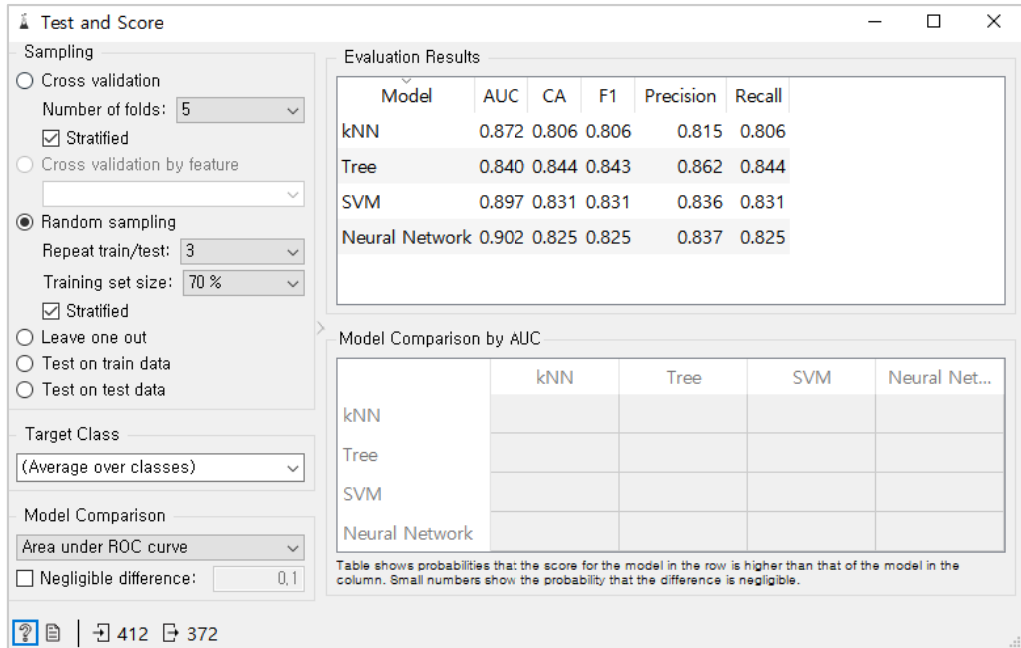 Test and Score
Sampling
Cross validation
Number of folds: 5
Stratified
Cross validation by feature
Random sampling
Repeat train/test: 3
Training set size: 70 %
Stratified
Leave one out
Test on train data
Test on test data
Target Class
(Average over classes)
Model Comparison
Area under ROC curve
Negligible difference: 0,1
Evaluation Results
Model AUC CA F1 Precision Recall
kNN 0.872 0.806 0.806 0.815 0.806
Tree 0.840 0.844 0.843 0.862 0.844
SVM 0.897 0.831 0.831 0.836 0.831
Neural Network 0.902 0.825 0.825 0.837 0.825
Model Comparison by AUC
kNN Tree SVM Neural Net...
kNN
Tree
SVM
Neural Network
Table shows probabilities that the score for the model in the row is higher than that of the model in the
column. Small numbers show the probability that the difference is negligible.
? 412 372